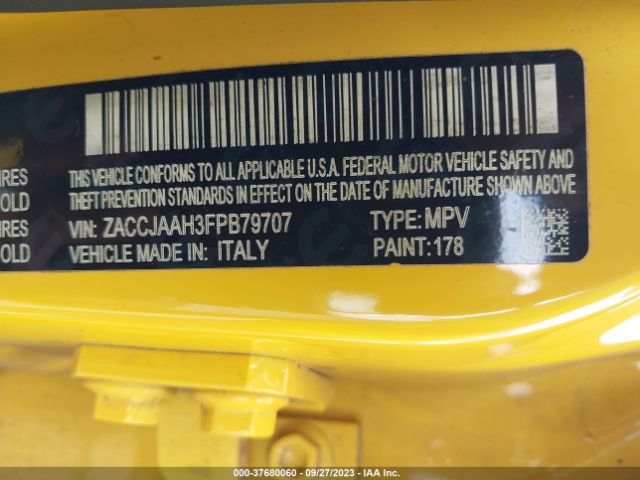 THIS VEHICLE CONFORMS TO ALL APPLICABLE U.S.A. FEDERAL MOTOR VEHICLE SAFETY AND
THEFT PREVENTION STANDARDS IN EFFECT ON THE DATE OF MANUFACTURE SHOWN ABOVE
IRES
OLD
IRES
OLD
VIN: ZACCJAAH3FPB79707 TYPE: MPV
VEHICLE MADE IN: ITALY PAINT: 178
000-37680060 - 09/27/2023 - IAA Inc.